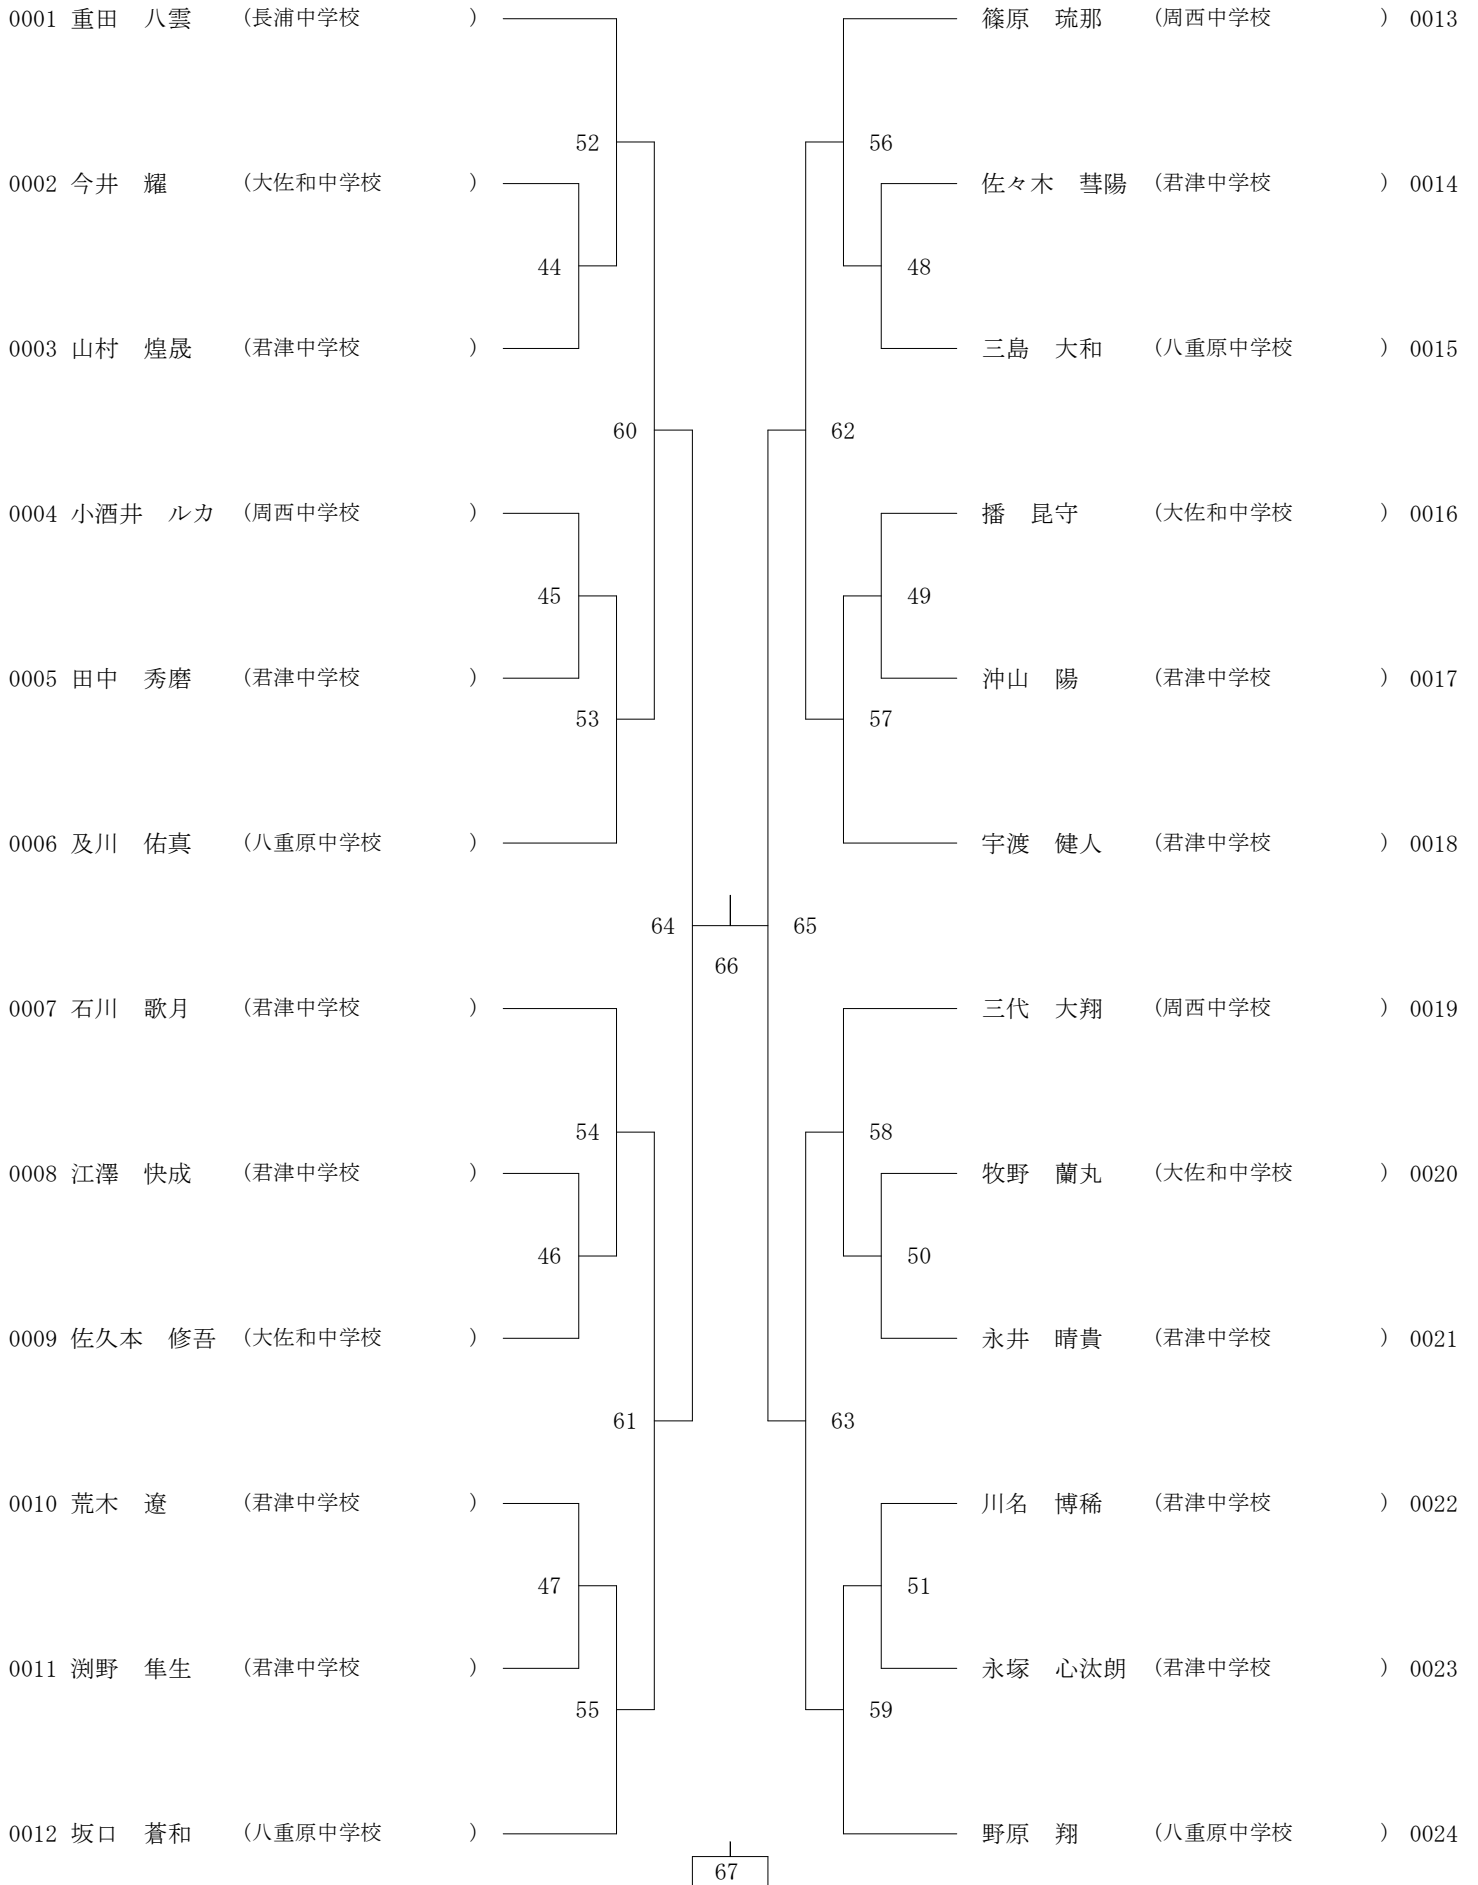 0001 重田　八雲　（長浦中学校　）
0002 今井　耀　（大佐和中学校　）
0003 山村　煌晟　（君津中学校　）
0004 小酒井　ルカ　（周西中学校　）
0005 田中　秀磨　（君津中学校　）
0006 及川　佑真　（八重原中学校　）
0007 石川　歌月　（君津中学校　）
0008 江澤　快成　（君津中学校　）
0009 佐久本　修吾　（大佐和中学校　）
0010 荒木　遼　（君津中学校　）
0011 渕野　隼生　（君津中学校　）
0012 坂口　蒼和　（八重原中学校　）
52
44
60
45
53
64
54
46
61
47
55
66
67
56
48
62
49
57
65
58
50
63
51
59
篠原　琉那　（周西中学校　） 0013
佐々木　彗陽　（君津中学校　） 0014
三島　大和　（八重原中学校　） 0015
播　昆守　（大佐和中学校　） 0016
沖山　陽　（君津中学校　） 0017
宇渡　健人　（君津中学校　） 0018
三代　大翔　（周西中学校　） 0019
牧野　蘭丸　（大佐和中学校　） 0020
永井　晴貴　（君津中学校　） 0021
川名　博稀　（君津中学校　） 0022
永塚　心汰朗　（君津中学校　） 0023
野原　翔　（八重原中学校　） 0024